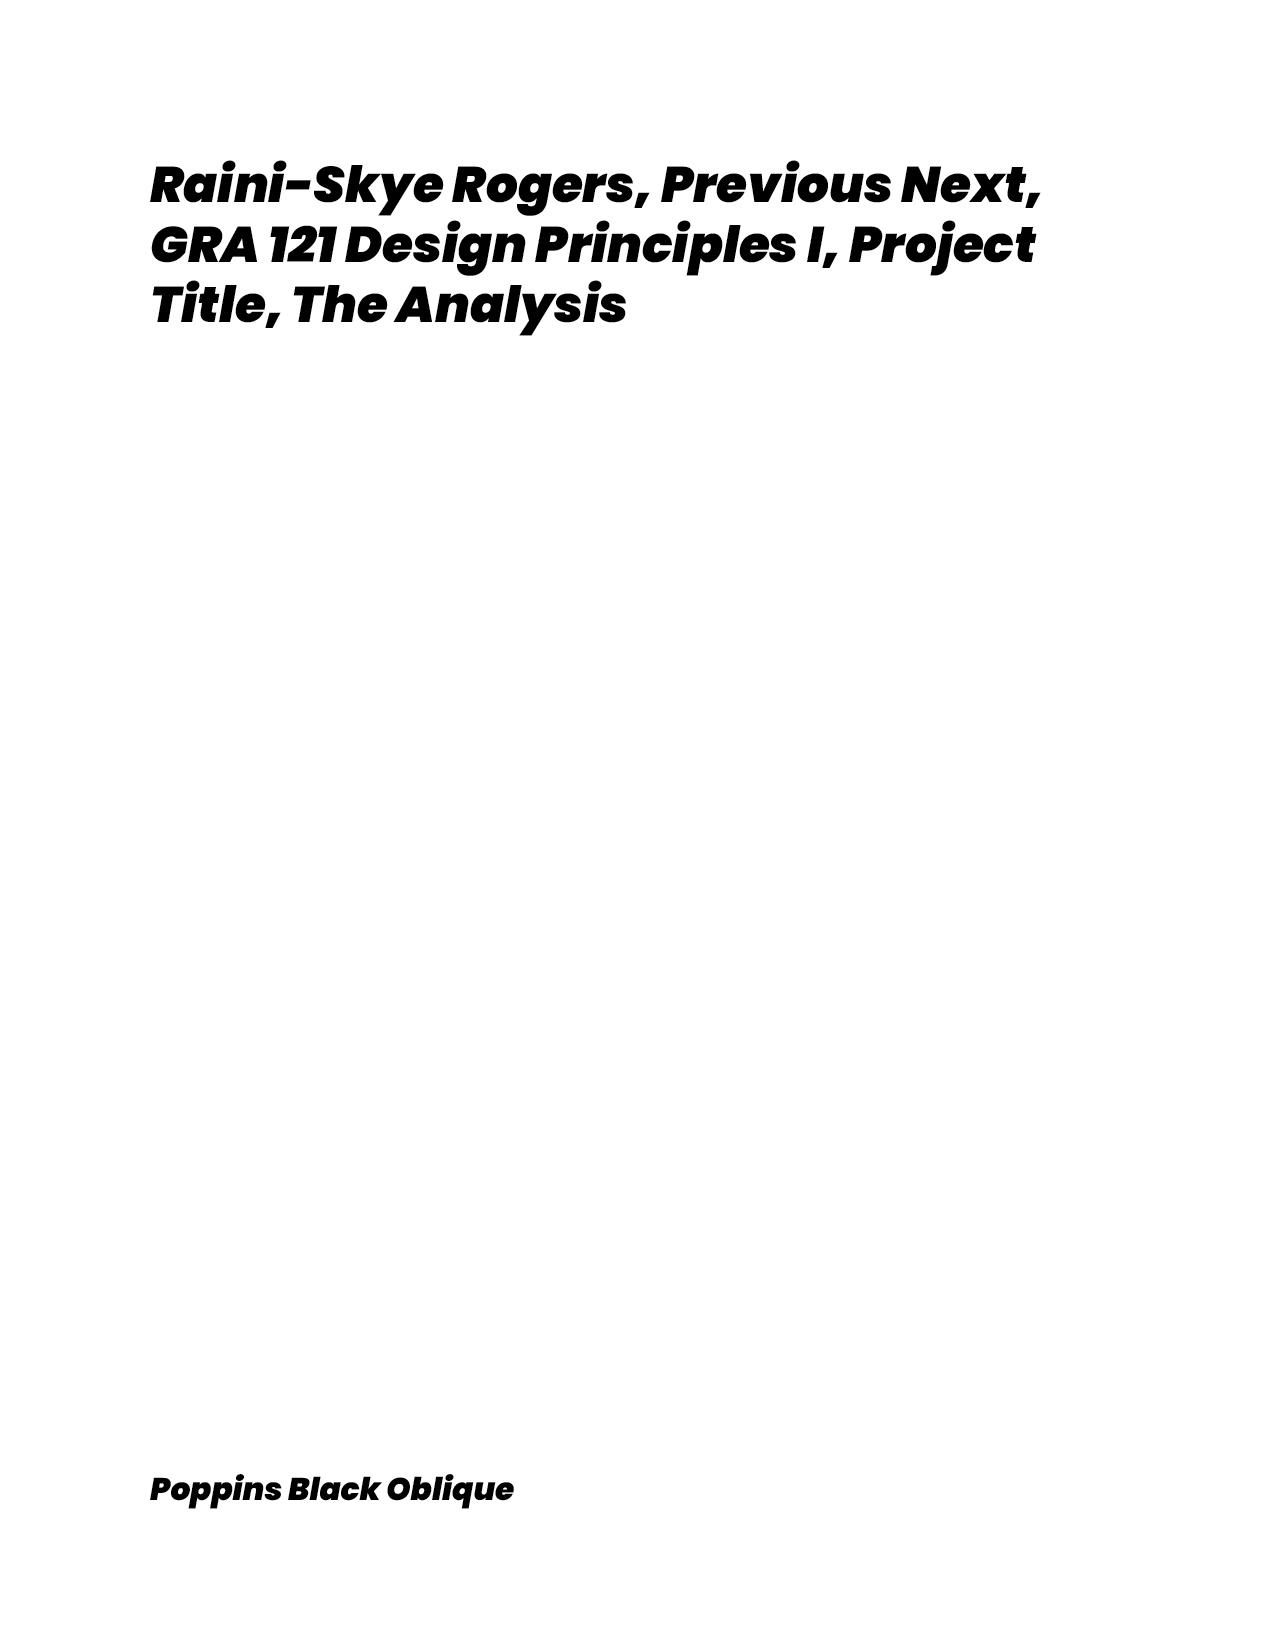 Raini-Skye Rogers, Previous Next,
GRA 121 Design Principles I, Project
Title, The Analysis
Poppins Black Oblique